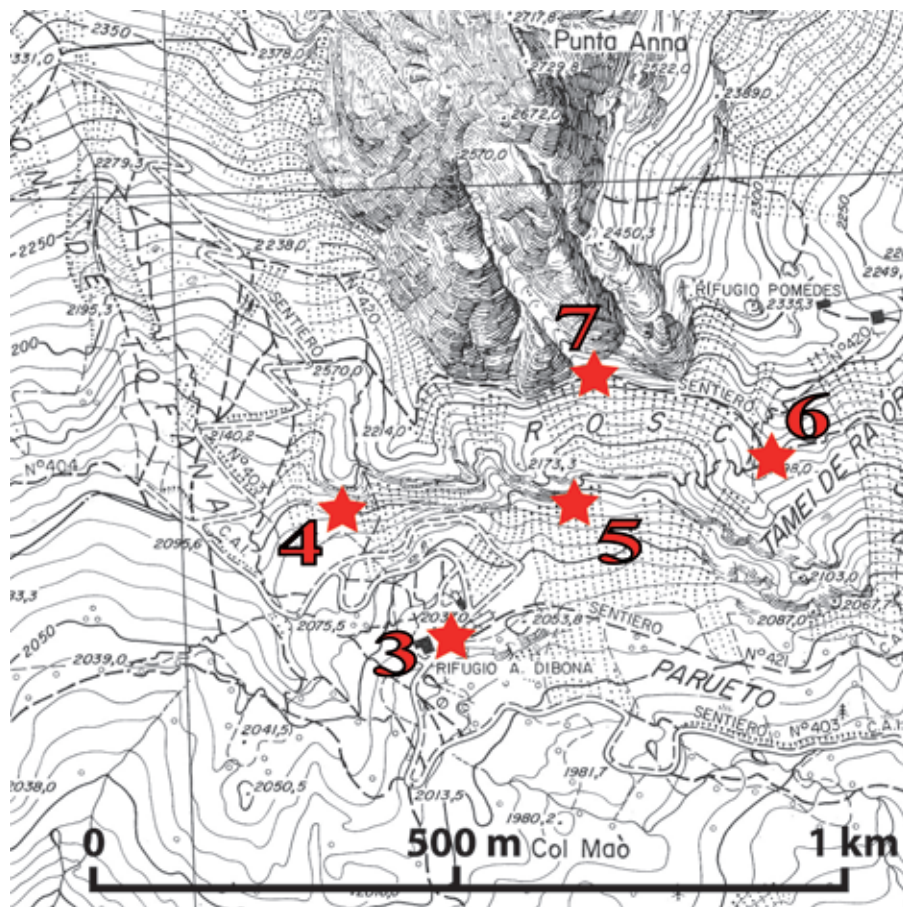 2350
2378,0
2717,8
Punta Anna
2729,8
2722,0
2389,0
2672,0
2279,3
2570,0
2300
2250
2450,3
2238,0
2250
SENTIERO
N°420
RIFUGIO POMÉDES
2249,
2195,3
2335,3
7
N°420
2570,0
SENTIERO
6
R O S C
2214,0
2140,2
2173,3
N°404
N°403
TAMEI DE RA OR
4
5
C.A.I.
2095,6
2103,0
2067,
2075,5
2053,8
SENTIERO
2087,0
2050
3
N°421
2039,0
RIFUGIO A. DIBONA
PARUETO
SENTIERO
N°403
C.A.I.
2041,5
2050,5
1981,7
2038,0
2013,5
1980,2
0
500 m
Col Maò
1 km